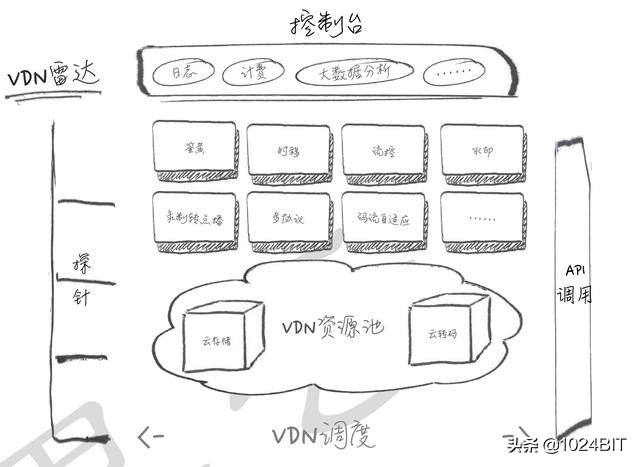 控制台
VDN雷达
日志 计费 大数据分析 ……
鉴黄 时移 流控 水印
录制转点播 多协议 码流自适应 ……
探
针
API
调用
VDN资源池
云存储 云转码
VDN调度
头条 @1024BIT